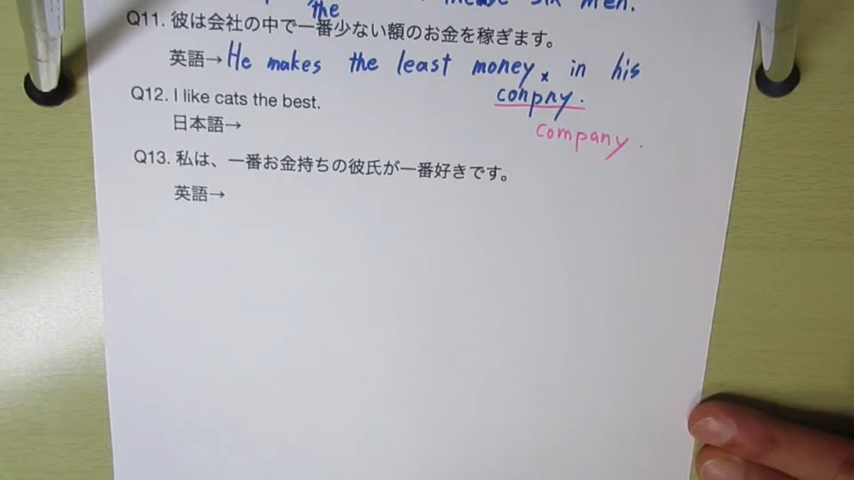 the
six men.
Q11. 彼は会社の中で一番少ない額のお金を稼ぎます。
英語→He makes the least money in his
conpny.
company.
Q12. I like cats the best.
日本語→
Q13. 私は、一番お金持ちの彼氏が一番好きです。
英語→